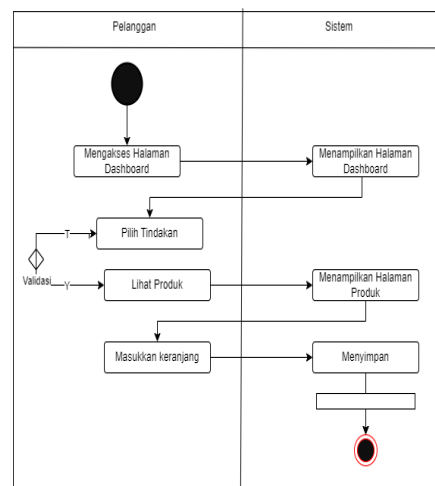 Pelanggan
Sistem
Mengakses Halaman
Dashboard
Menampilkan Halaman
Dashboard
T
Pilih Tindakan
Validasi
Y
Lihat Produk
Menampilkan Halaman
Produk
Masukkan keranjang
Menyimpan